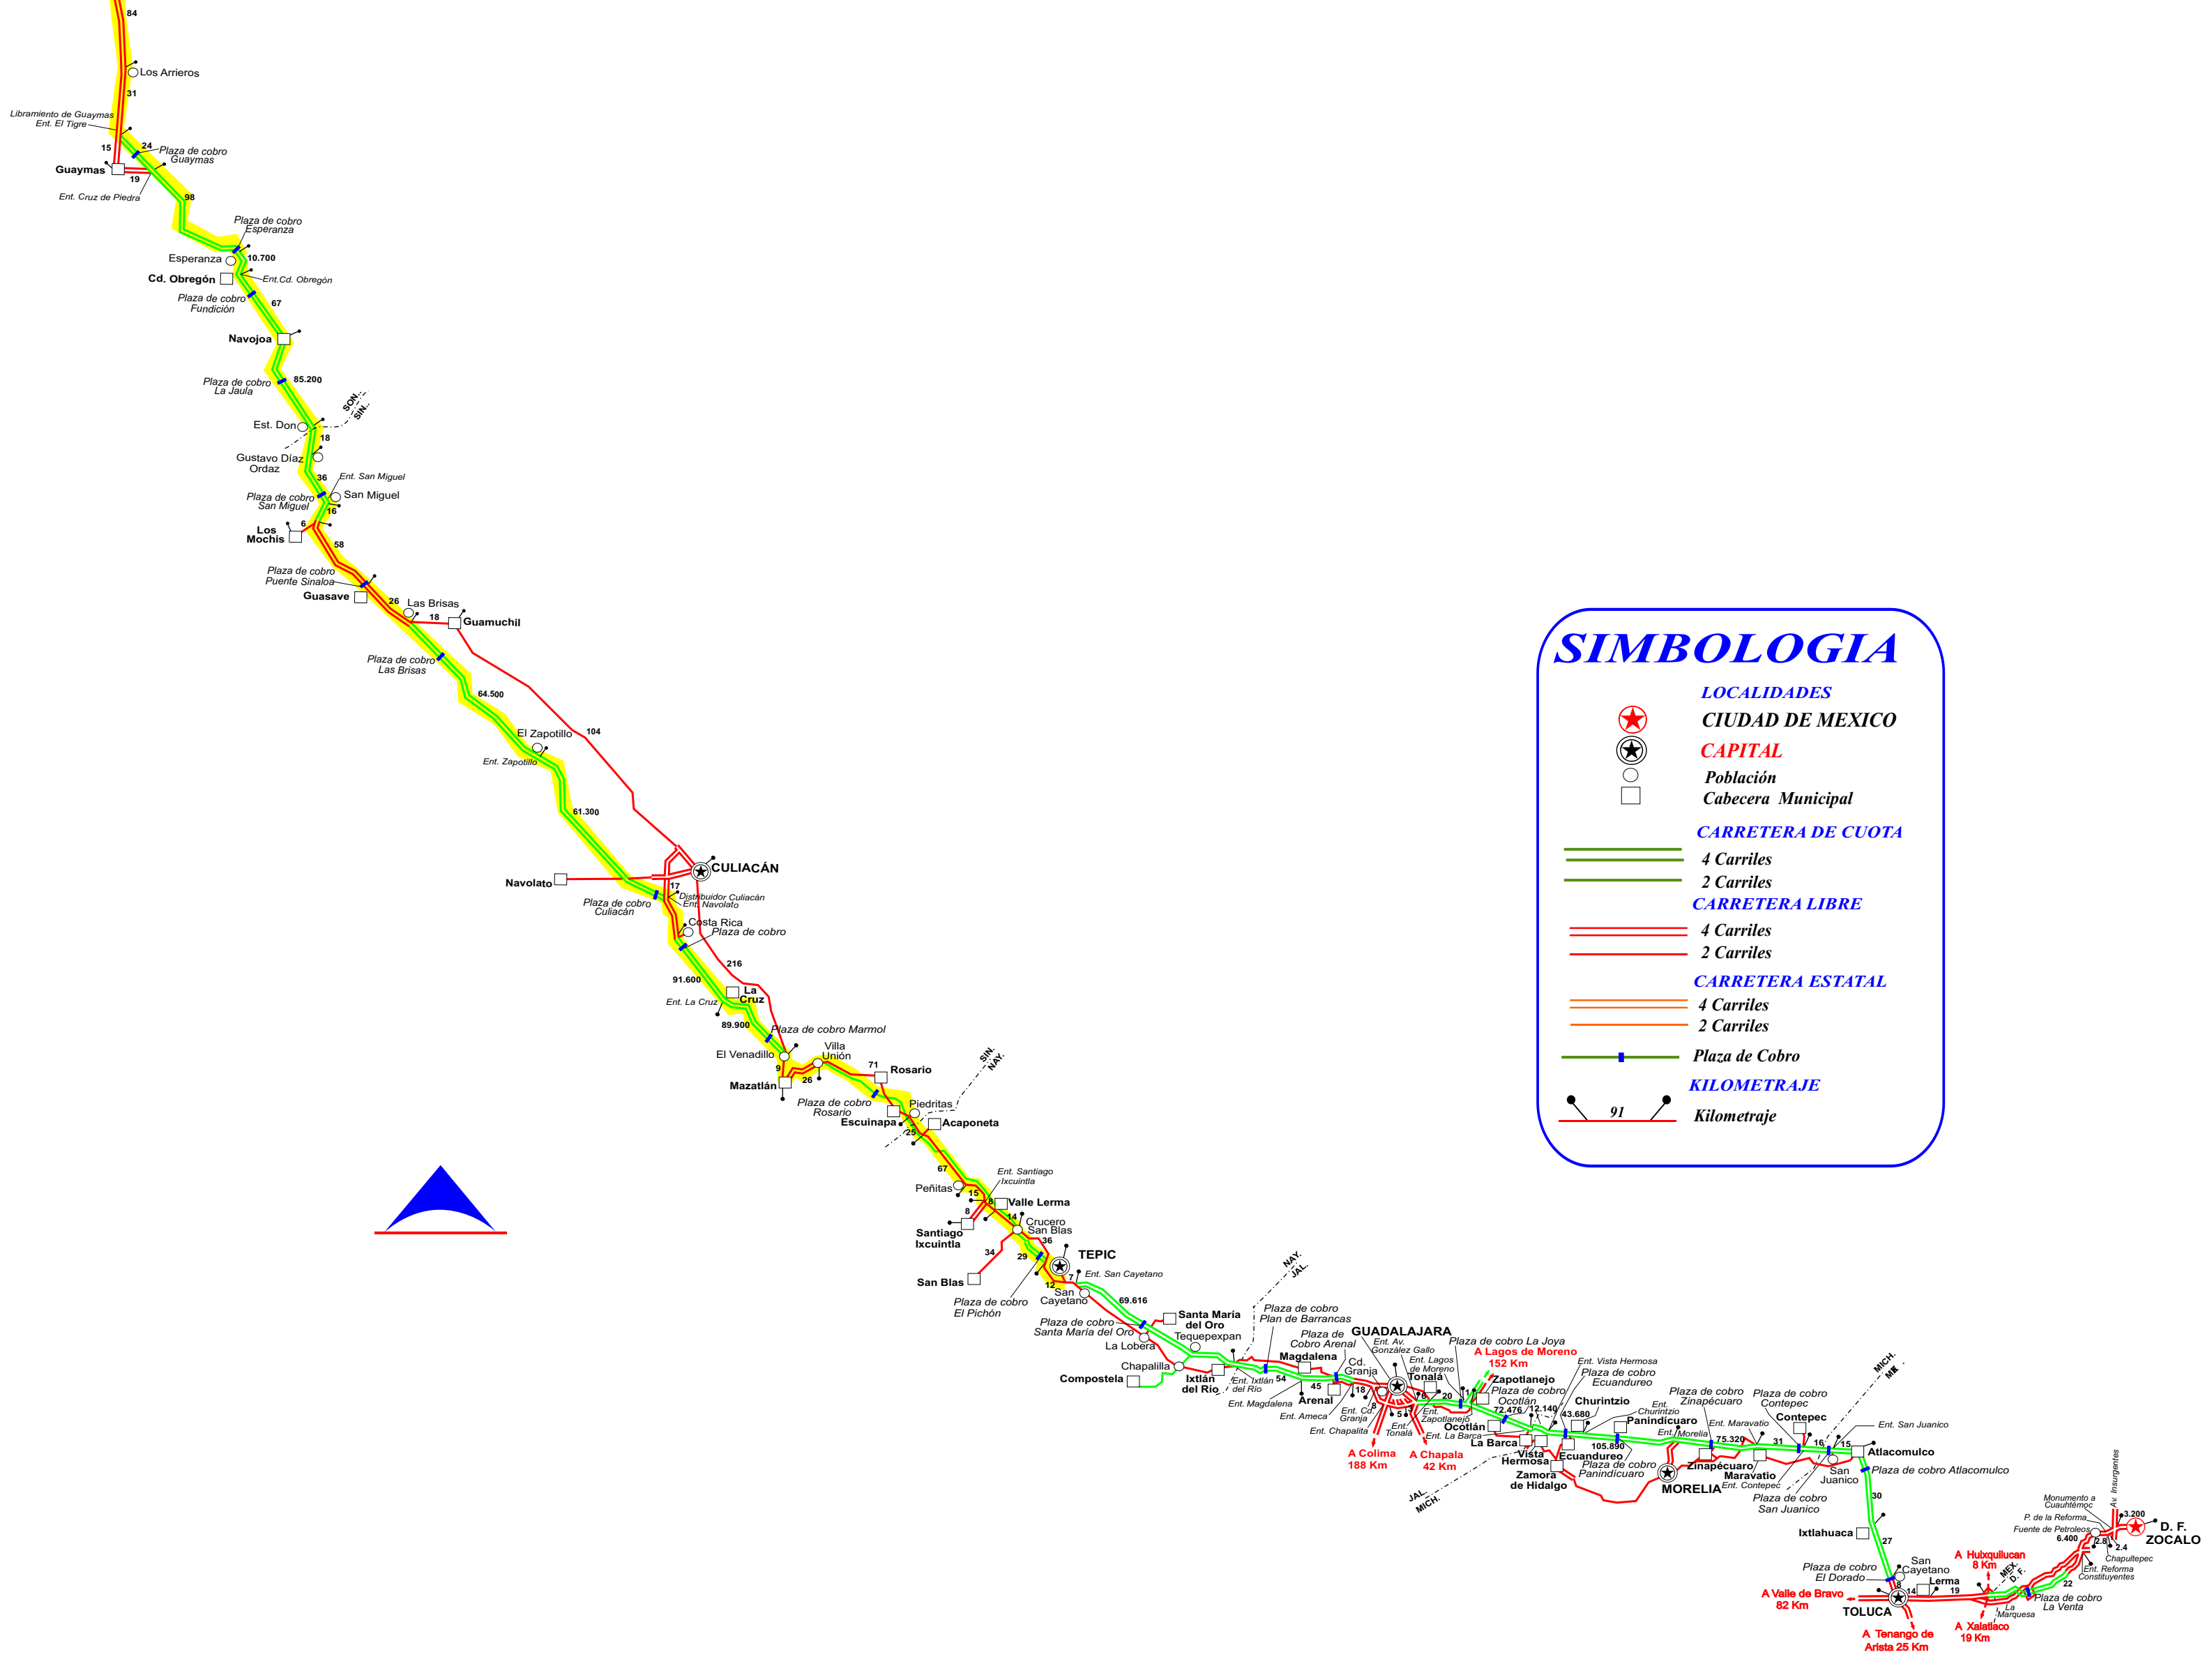 84
Los Arrieros
31
Libramiento de Guaymas
Ent. El Tigre
15
24
Plaza de cobro
Guaymas
Guaymas
19
Ent. Cruz de Piedra
98
Plaza de cobro
Esperanza
Esperanza
10.700
Cd. Obregón
Ent.Cd. Obregón
Plaza de cobro
Fundición
67
Navojoa
Plaza de cobro
La Jaula
85.200
SON..
SIN..
Est. Don
18
Gustavo Díaz
Ordaz
36
Ent. San Miguel
Plaza de cobro
San Miguel
San Miguel
16
6
Los
Mochis
58
Plaza de cobro
Puente Sinaloa
Guasave
26
Las Brisas
18
Guamuchil
Plaza de cobro
Las Brisas
64.500
El Zapotillo
104
Ent. Zapotillo
61.300
CULIACÁN
Navolato
17
Distribuidor Culiacán
Ent. Navolato
Plaza de cobro
Culiacán
Costa Rica
Plaza de cobro
216
91.600
La
Cruz
Ent. La Cruz
89.900
Plaza de cobro Marmol
El Venadillo
Villa
Unión
9
Mazatlán
26
71
Rosario
SIN.
NAY.
Plaza de cobro
Rosario
Piedritas
Escuinapa
Acaponeta
25
67
Peñitas
15
Ent. Santiago
Ixcuintla
8
Valle Lerma
8
14
Santiago
Ixcuintla
Crucero
San Blas
36
34
29
San Blas
TEPIC
12
7
Ent. San Cayetano
San
Cayetano
Plaza de cobro
El Pichón
69.616
Plaza de cobro
Santa María del Oro
Santa María
del Oro
La Lobera
Tequepexpan
Chapalilla
Compostela
Ixtlán
del Río
NAY.
JAL.
Ent. Ixtlán
del Río
Plaza de cobro
Plan de Barrancas
54
Magdalena
Ent. Magdalena
Plaza de
Cobro Arenal
45
Arenal
Ent. Ameca
18
Cd.
Granja
GUADALAJARA
Ent. Av.
González Gallo
8
Ent. Cd.
Granja
Ent. Chapalita
5
3
Ent.
Tonalá
Ent. Lagos
de Moreno
Tonalá
6
Ent.
Zapotlanejo
20
Plaza de cobro La Joya
A Lagos de Moreno
152 Km
A Colima
188 Km
A Chapala
42 Km
Zapotlanejo
Plaza de cobro
Ocotlán
72.476
Ocotlán
Ent. La Barca
La Barca
12.140
Ent. Vista Hermosa
Plaza de cobro
Ecuandureo
Vista
Hermosa
Zamora
de Hidalgo
JAL.
MICH.
43.680
Churintzio
Ent.
Churintzio
Ecuandureo
Panindícuaro
105.890
Plaza de cobro
Panindícuaro
Ent.
Morelia
MORELIA
Plaza de cobro
Zinapécuaro
Ent. Maravatio
75.320
Zinapécuaro
Maravatio
Ent. Contepec
Plaza de cobro
Contepec
Contepec
31
16
15
Plaza de cobro
San Juanico
MICH.
Ent. San Juanico
San
Juanico
Atlacomulco
Plaza de cobro Atlacomulco
30
Ixtlahuaca
27
Plaza de cobro
El Dorado
San
Cayetano
8
14
Lerma
19
A Valle de Bravo
82 Km
TOLUCA
A Tenango de
Arista 25 Km
A Huixquilucan
8 Km
MEX.
D. F.
A Xalatlaco
19 Km
La
Marquesa
Plaza de cobro
La Venta
22
Ent. Reforma
Constituyentes
Chapultepec
6.400
2.8
2.4
Fuente de Petroleos
P. de la Reforma
Monumento a
Cuauhtémoc
Av. Insurgentes
3.200
D. F.
ZOCALO
SIMBOLOGIA
LOCALIDADES
CIUDAD DE MEXICO
CAPITAL
Población
Cabecera Municipal
CARRETERA DE CUOTA
4 Carriles
2 Carriles
CARRETERA LIBRE
4 Carriles
2 Carriles
CARRETERA ESTATAL
4 Carriles
2 Carriles
Plaza de Cobro
KILOMETRAJE
91
Kilometraje